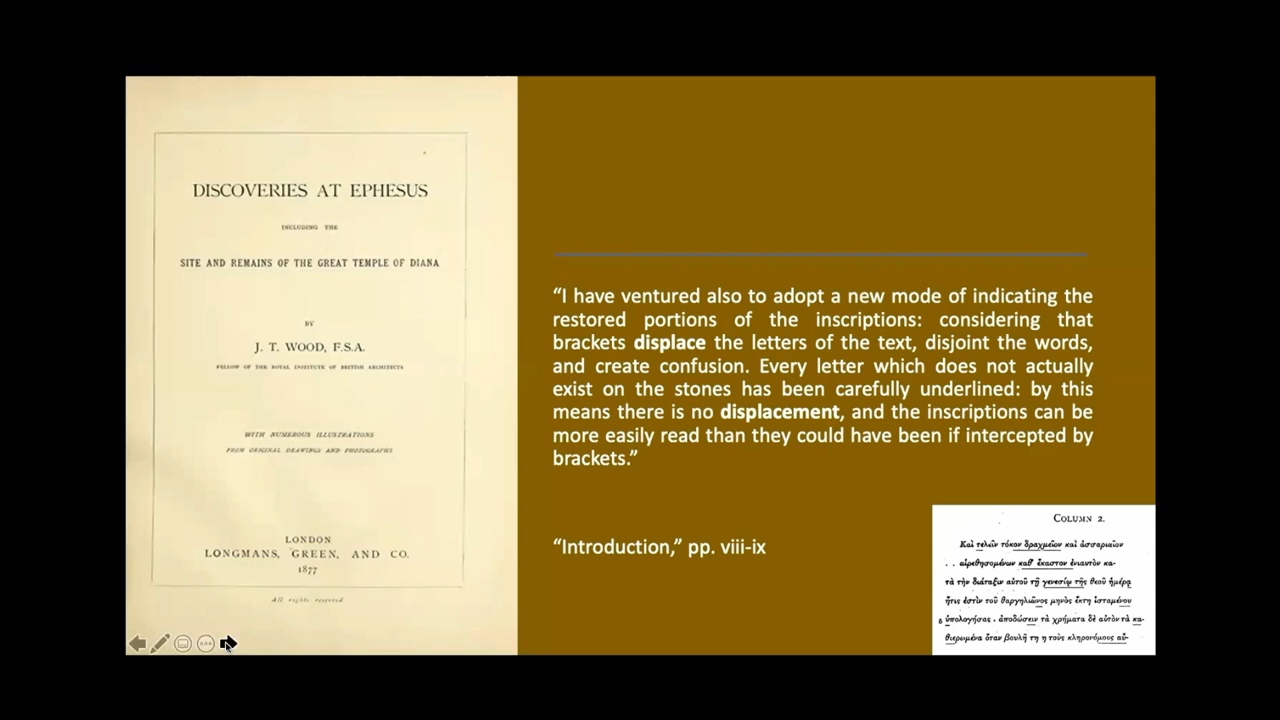 DISCOVERIES AT EPHESUS
INCLUDING THE
SITE AND REMAINS OF THE GREAT TEMPLE OF DIANA
BY
J. T. WOOD, F.S.A.
FELLOW OF THE ROYAL INSTITUTE OF BRITISH ARCHITECTS
WITH NUMEROUS ILLUSTRATIONS
FROM ORIGINAL DRAWINGS AND PHOTOGRAPHS
LONDON
LONGMANS, GREEN, AND CO.
1877
All rights reserved
“I have ventured also to adopt a new mode of indicating the
restored portions of the inscriptions: considering that
brackets displace the letters of the text, disjoint the words,
and create confusion. Every letter which does not actually
exist on the stones has been carefully underlined: by this
means there is no displacement, and the inscriptions can be
more easily read than they could have been if intercepted by
brackets.”
“Introduction,” pp. viii-ix
COLUMN 2.
Καὶ τελεῖν τόκον δραχμεῖον καὶ ἀσσαριαῖον
. . αἱρεθησομένων καθ᾽ ἕκαστον ἐνιαυτὸν κα-
τὰ τὴν διάταξιν αὐτοῦ τῇ γενεσίῳ τῆς θεοῦ ἡμέρᾳ
ἥτις ἐστὶν τοῦ θαργηλιῶνος μηνὸς ἕκτη ἱσταμένου
5 ὑπολογήσας . ἀποδώσειν τὰ χρήματα δὲ αὐτὸν τὰ κα-
θιερωμένα ὅταν βουλῇ τῃ η τοὺς κληρονόμους αὐ-